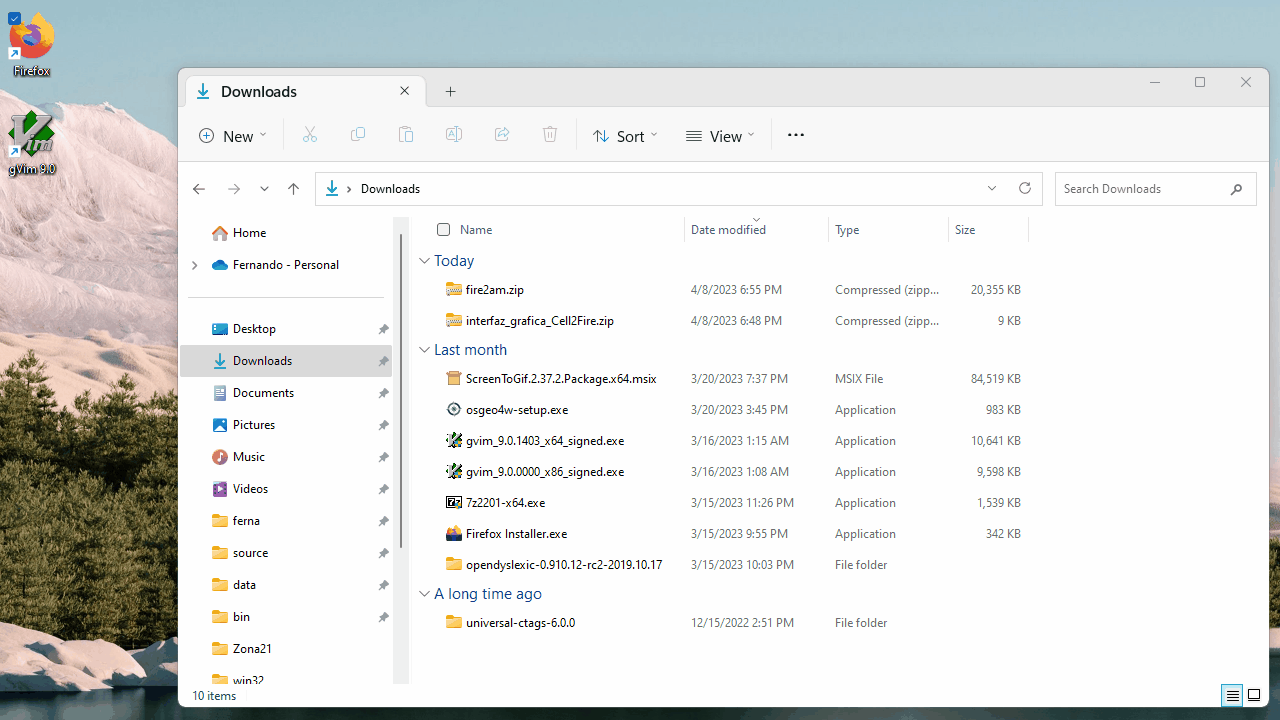 Firefox
gVim 9.0
Downloads
New
Sort
View
Downloads
Search Downloads
Home
Fernando - Personal
Desktop
Downloads
Documents
Pictures
Music
Videos
ferna
source
data
bin
Zona21
win32
Name Date modified Type Size
Today
fire2am.zip 4/8/2023 6:55 PM Compressed (zipp... 20,355 KB
interfaz_grafica_Cell2Fire.zip 4/8/2023 6:48 PM Compressed (zipp... 9 KB
Last month
ScreenToGif.2.37.2.Package.x64.msix 3/20/2023 7:37 PM MSIX File 84,519 KB
osgeo4w-setup.exe 3/20/2023 3:45 PM Application 983 KB
gvim_9.0.1403_x64_signed.exe 3/16/2023 1:15 AM Application 10,641 KB
gvim_9.0.0000_x86_signed.exe 3/16/2023 1:08 AM Application 9,598 KB
7z2201-x64.exe 3/15/2023 11:26 PM Application 1,539 KB
Firefox Installer.exe 3/15/2023 9:55 PM Application 342 KB
opendyslexic-0.910.12-rc2-2019.10.17 3/15/2023 10:03 PM File folder
A long time ago
universal-ctags-6.0.0 12/15/2022 2:51 PM File folder
10 items